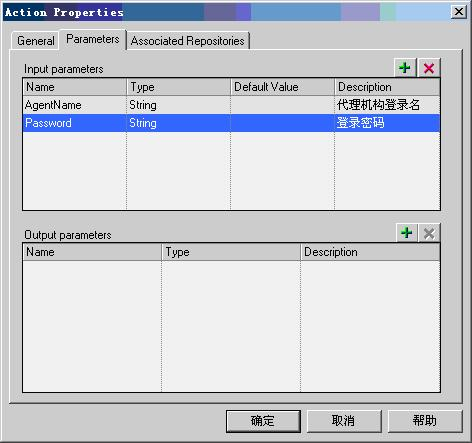 Action Properties
General Parameters Associated Repositories
Input parameters
Name Type Default Value Description
AgentName String 代理机构登录名
Password String 登录密码
Output parameters
Name Type Description
确定 取消 帮助